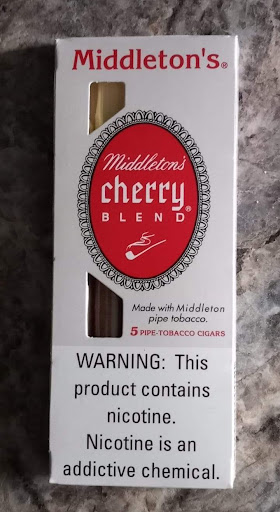 Middleton's®
Middleton's
cherry
BLEND®
Made with Middleton
pipe tobacco.
5 PIPE-TOBACCO CIGARS
WARNING: This
product contains
nicotine.
Nicotine is an
addictive chemical.